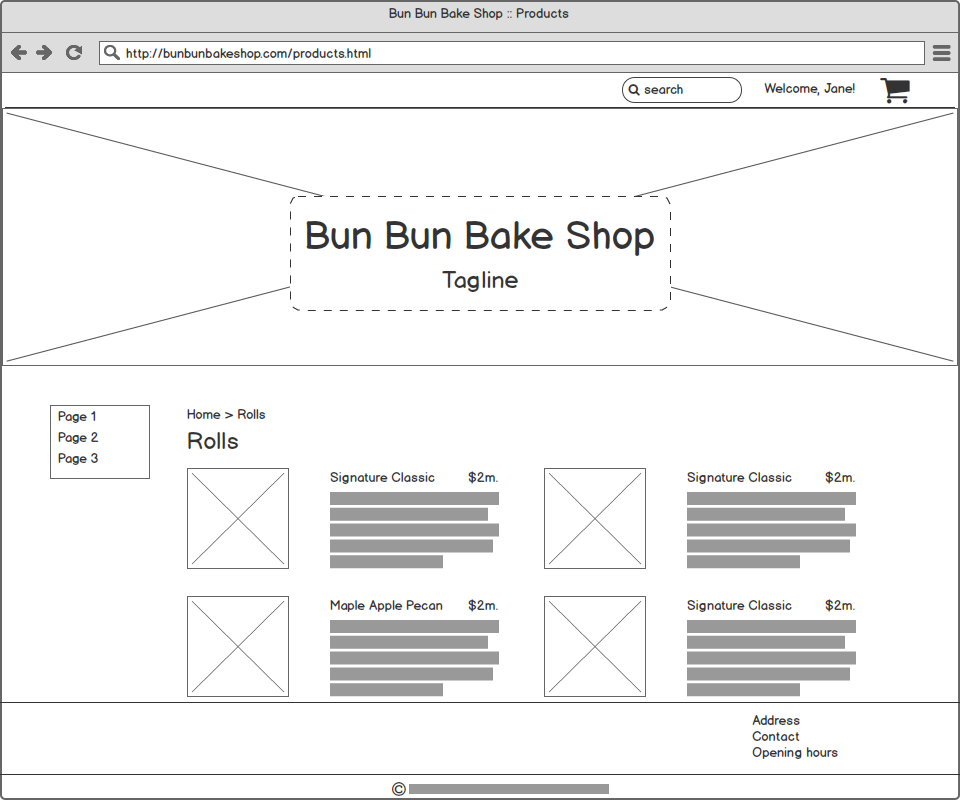 Bun Bun Bake Shop :: Products
http://bunbunbakeshop.com/products.html
search
Welcome, Jane!
Bun Bun Bake Shop
Tagline
Page 1
Page 2
Page 3
Home > Rolls
Rolls
Signature Classic $2m.
Signature Classic $2m.
Maple Apple Pecan $2m.
Signature Classic $2m.
Address
Contact
Opening hours
©